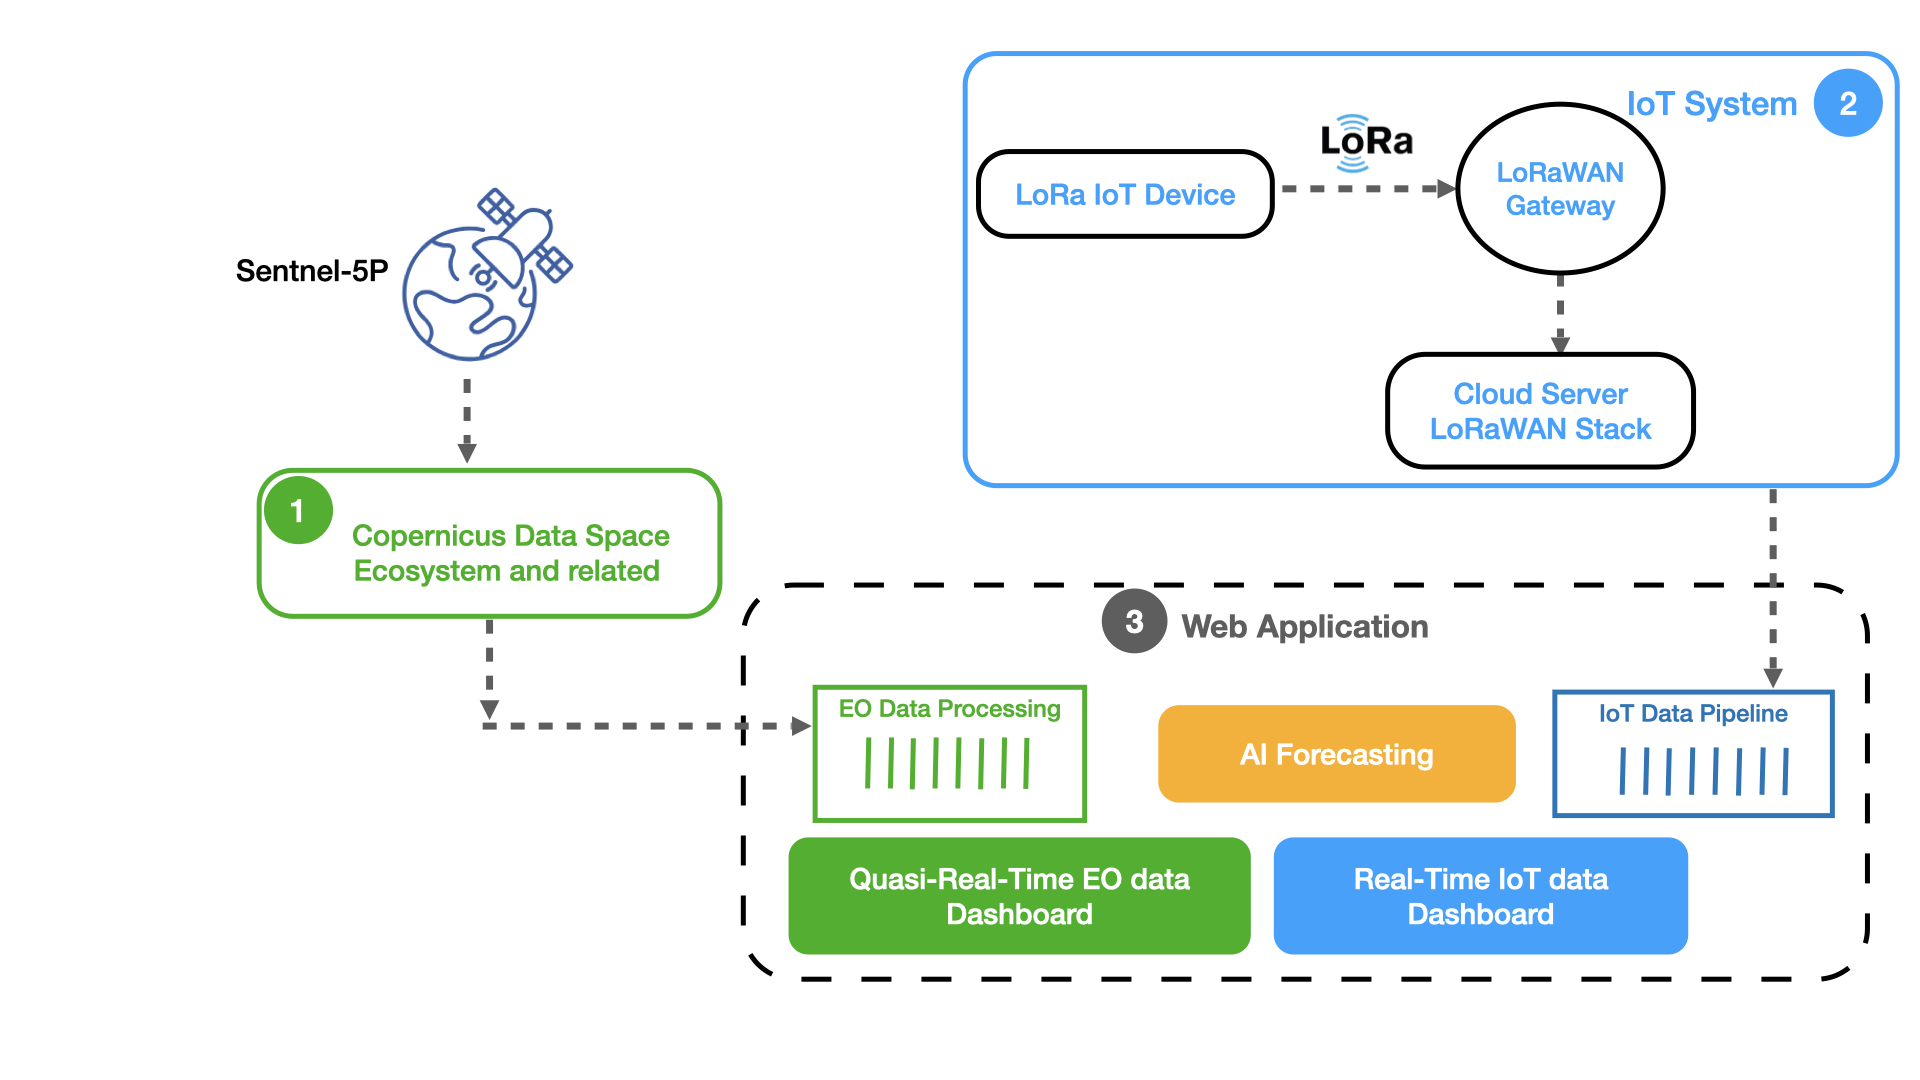 IoT System
2
LoRa
LoRa IoT Device
LoRaWAN
Gateway
Sentnel-5P
Cloud Server
LoRaWAN Stack
1
Copernicus Data Space
Ecosystem and related
3
Web Application
EO Data Processing
AI Forecasting
IoT Data Pipeline
Quasi-Real-Time EO data
Dashboard
Real-Time IoT data
Dashboard